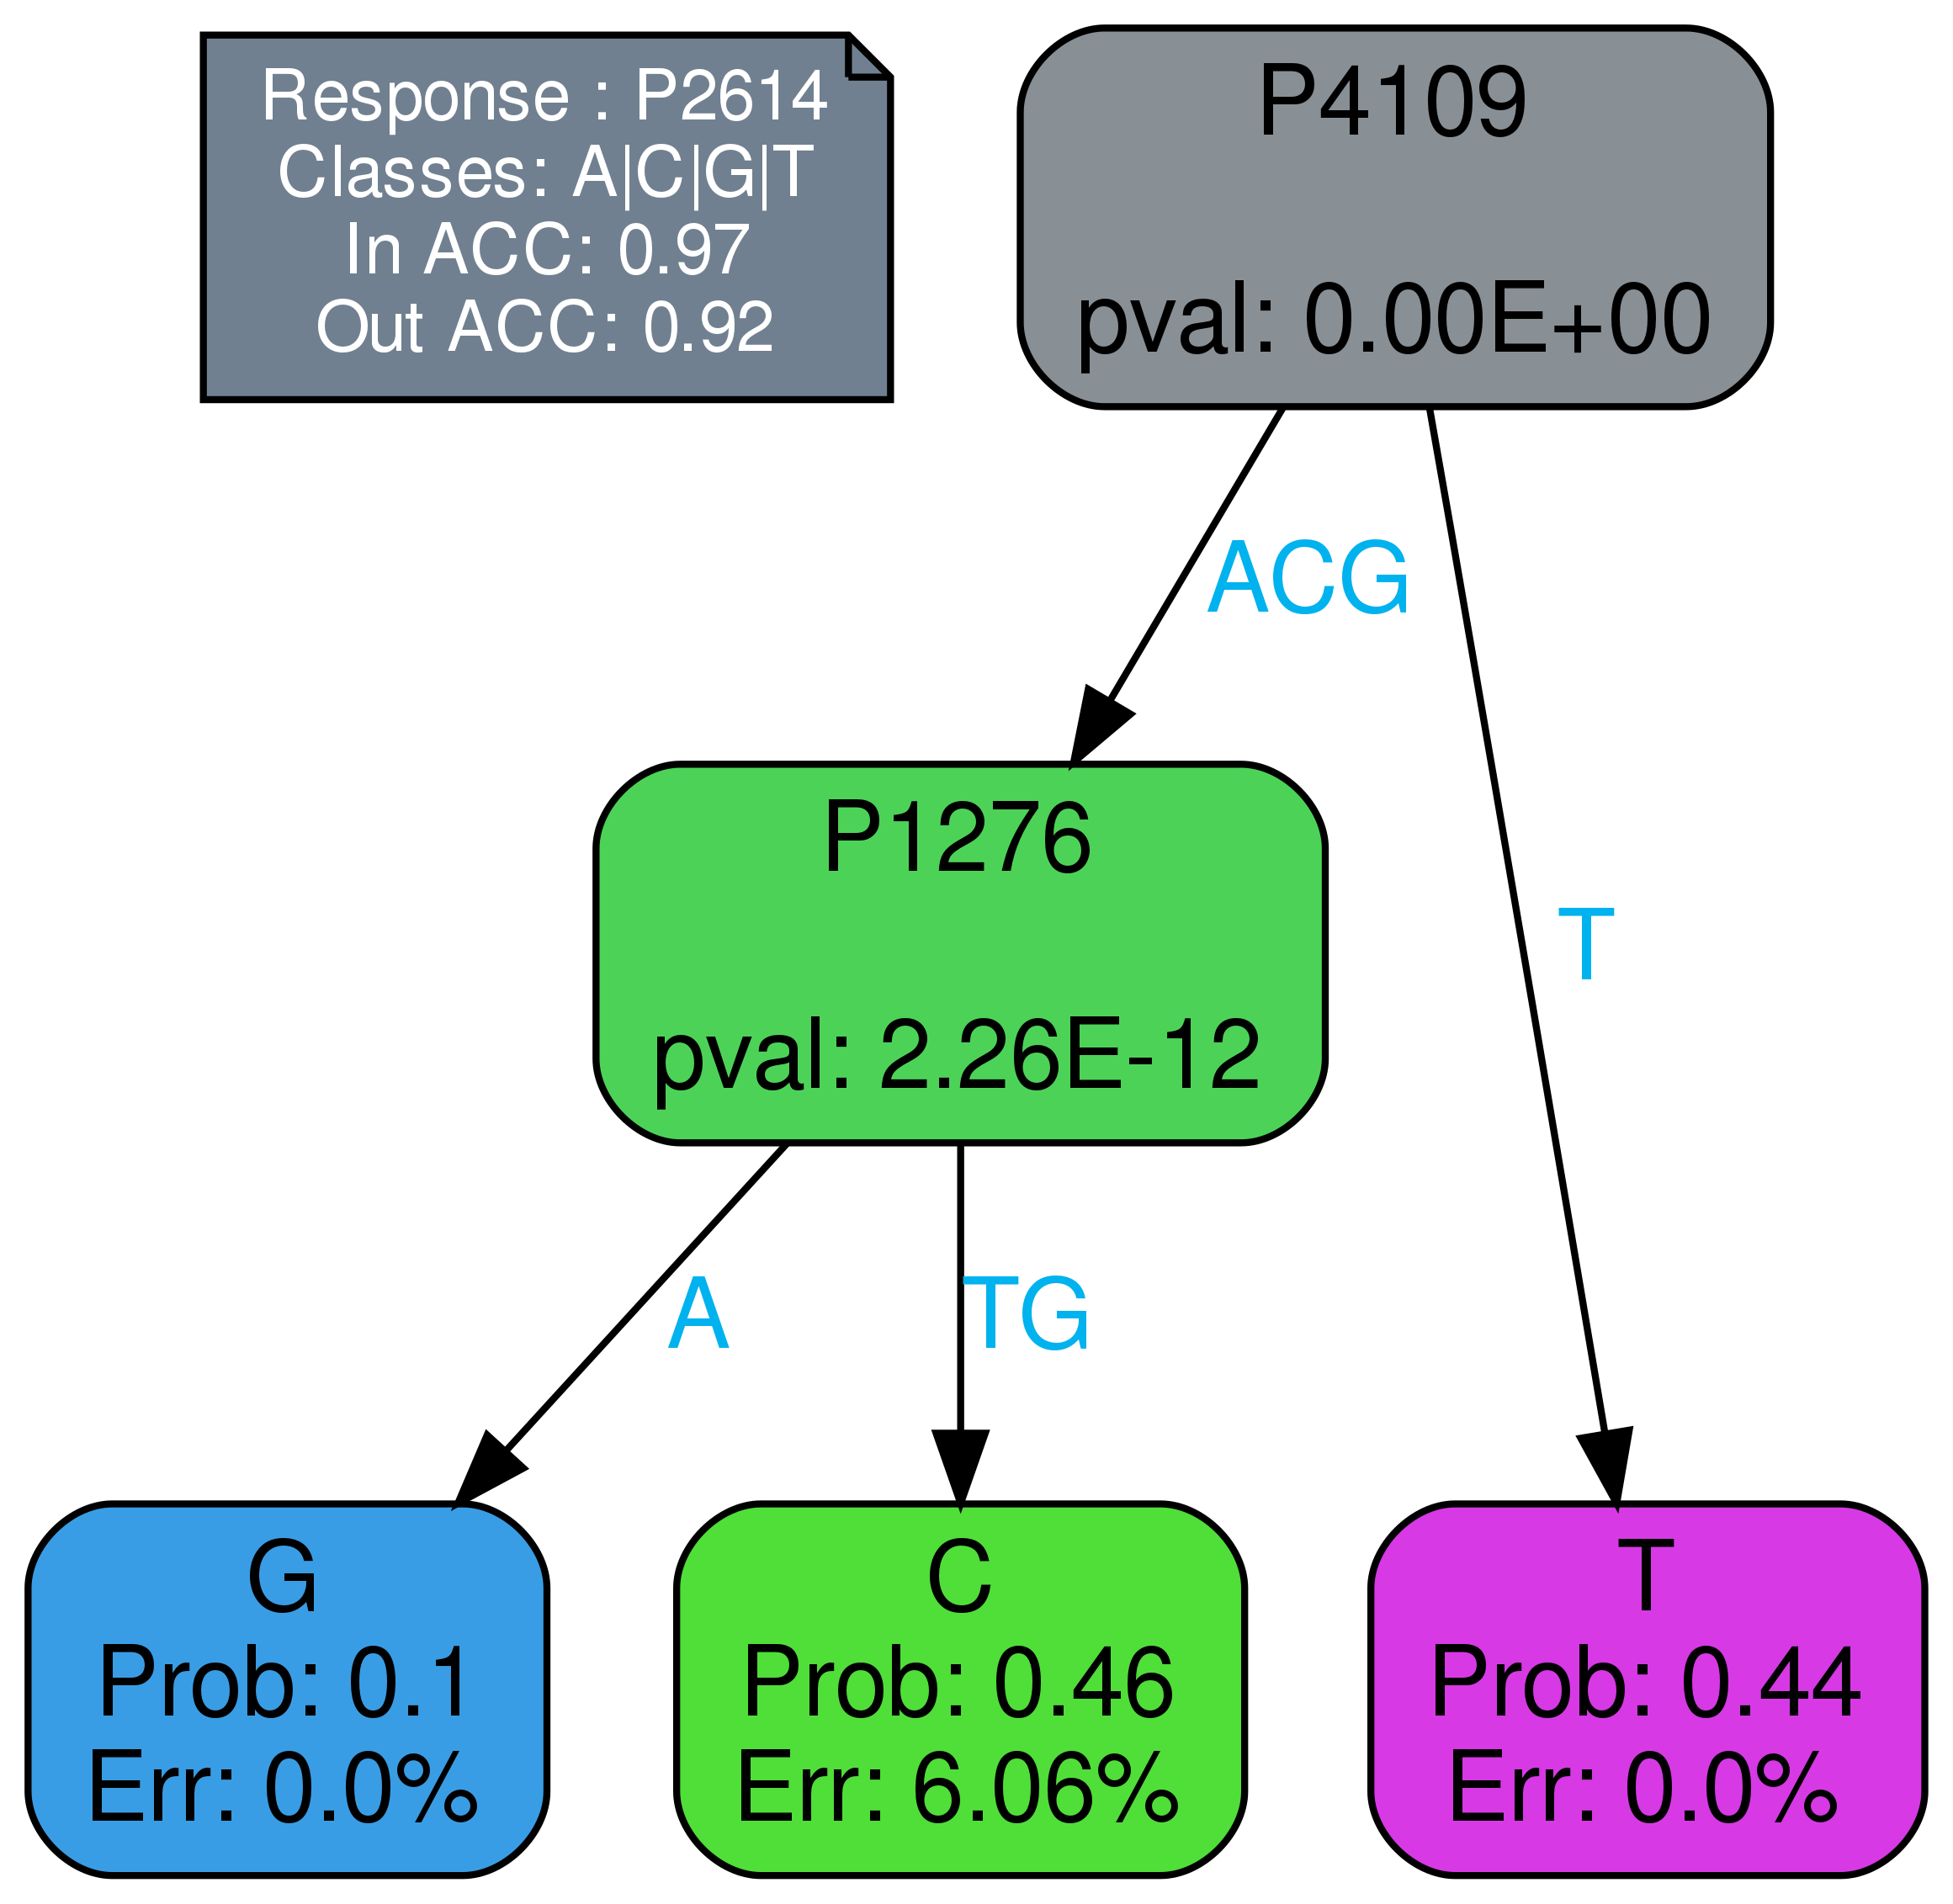 Response : P2614
Classes: A|C|G|T
In ACC: 0.97
Out ACC: 0.92
P4109
pval: 0.00E+00
ACG
T
P1276
pval: 2.26E-12
A
TG
G
Prob: 0.1
Err: 0.0%
C
Prob: 0.46
Err: 6.06%
T
Prob: 0.44
Err: 0.0%